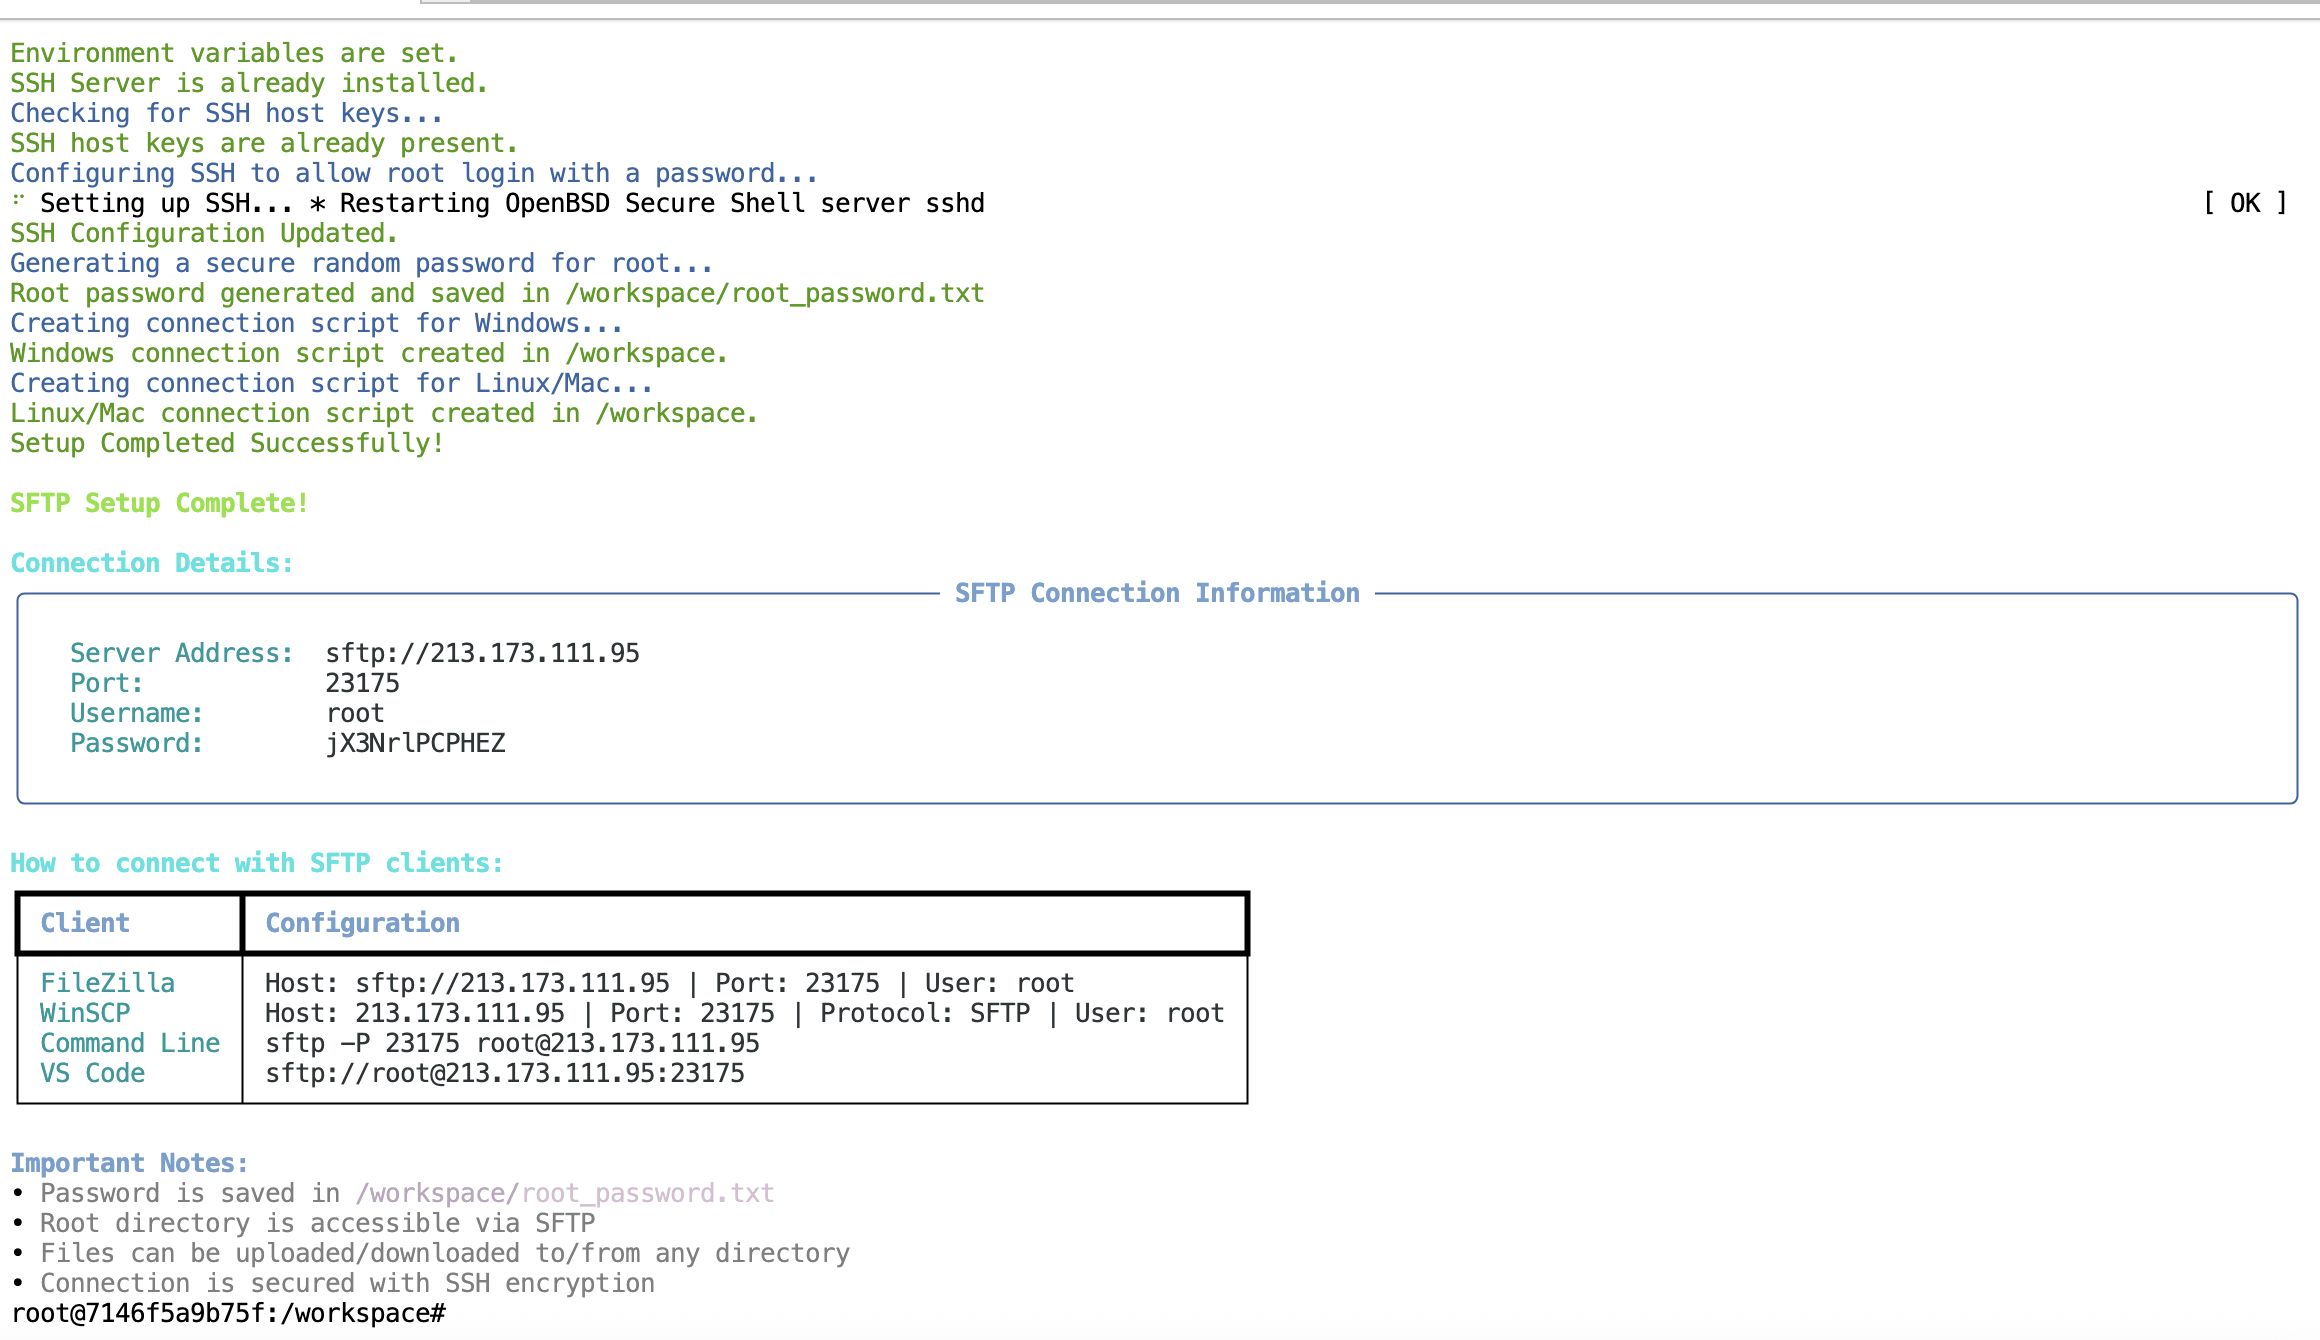 Environment variables are set.
SSH Server is already installed.
Checking for SSH host keys...
SSH host keys are already present.
Configuring SSH to allow root login with a password...
⠋ Setting up SSH... * Restarting OpenBSD Secure Shell server sshd [ OK ]
SSH Configuration Updated.
Generating a secure random password for root...
Root password generated and saved in /workspace/root_password.txt
Creating connection script for Windows...
Windows connection script created in /workspace.
Creating connection script for Linux/Mac...
Linux/Mac connection script created in /workspace.
Setup Completed Successfully!
SFTP Setup Complete!
Connection Details:
SFTP Connection Information
Server Address: sftp://213.173.111.95
Port: 23175
Username: root
Password: jX3NrlPCPHEZ
How to connect with SFTP clients:
Client Configuration
FileZilla Host: sftp://213.173.111.95 | Port: 23175 | User: root
WinSCP Host: 213.173.111.95 | Port: 23175 | Protocol: SFTP | User: root
Command Line sftp -P 23175 root@213.173.111.95
VS Code sftp://root@213.173.111.95:23175
Important Notes:
• Password is saved in /workspace/root_password.txt
• Root directory is accessible via SFTP
• Files can be uploaded/downloaded to/from any directory
• Connection is secured with SSH encryption
root@7146f5a9b75f:/workspace#